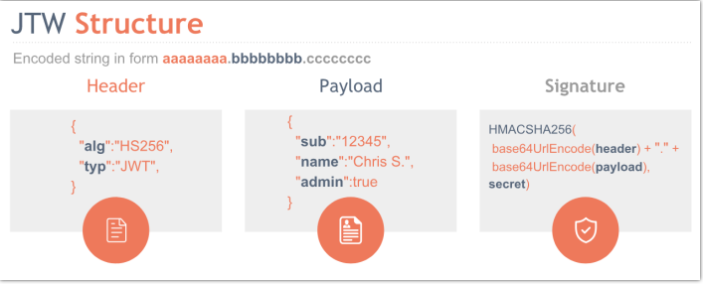 JTW Structure
Encoded string in form aaaaaaaa.bbbbbbbb.cccccccc
Header
{
"alg":"HS256",
"typ":"JWT",
}
Payload
{
"sub":"12345",
"name":"Chris S.",
"admin":true
}
Signature
HMACSHA256(
base64UrlEncode(header) + "." +
base64UrlEncode(payload),
secret)